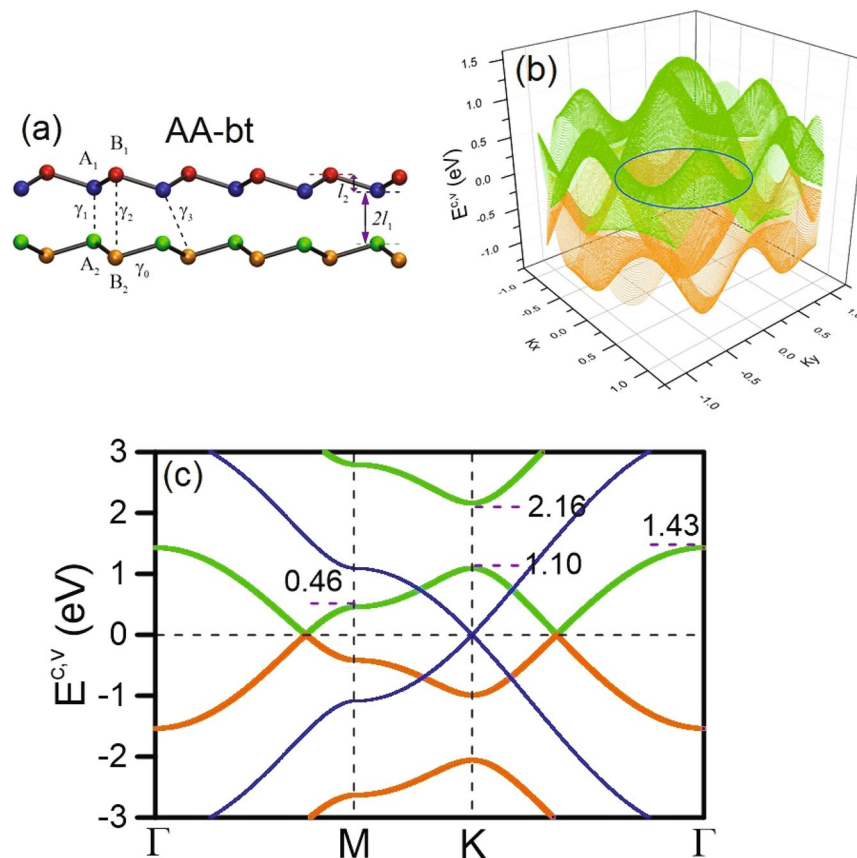 (a)
AA-bt
A₁
B₁
γ₁
γ₂
γ₃
l₂
2l₁
A₂
B₂
γ₀
(b)
E^c,v (eV)
1.5
1.0
0.5
0.0
-0.5
-1.0
-1.0
-0.5
0.0
0.5
1.0
Kx
-1.0
-0.5
0.0
0.5
1.0
Ky
(c)
E^c,v (eV)
3
2
1
0
-1
-2
-3
0.46
2.16
1.10
1.43
Γ M K Γ